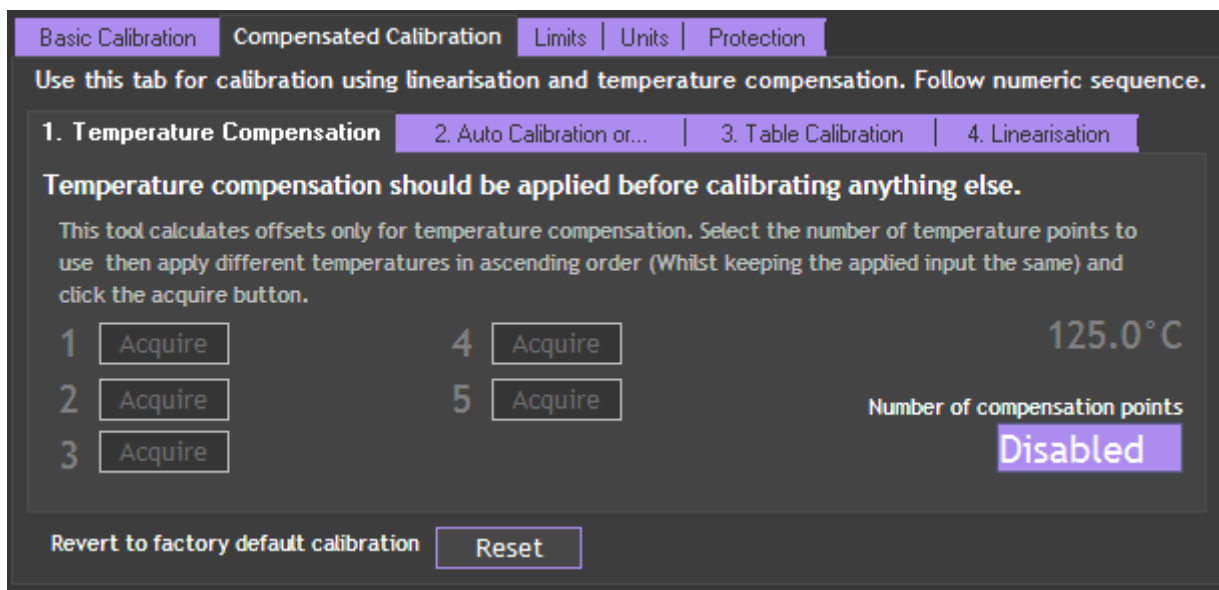 Basic Calibration Compensated Calibration Limits Units Protection
Use this tab for calibration using linearisation and temperature compensation. Follow numeric sequence.
1. Temperature Compensation 2. Auto Calibration or... 3. Table Calibration 4. Linearisation
Temperature compensation should be applied before calibrating anything else.
This tool calculates offsets only for temperature compensation. Select the number of temperature points to
use then apply different temperatures in ascending order (Whilst keeping the applied input the same) and
click the acquire button.
1 Acquire 4 Acquire 125.0°C
2 Acquire 5 Acquire Number of compensation points
3 Acquire Disabled
Revert to factory default calibration Reset